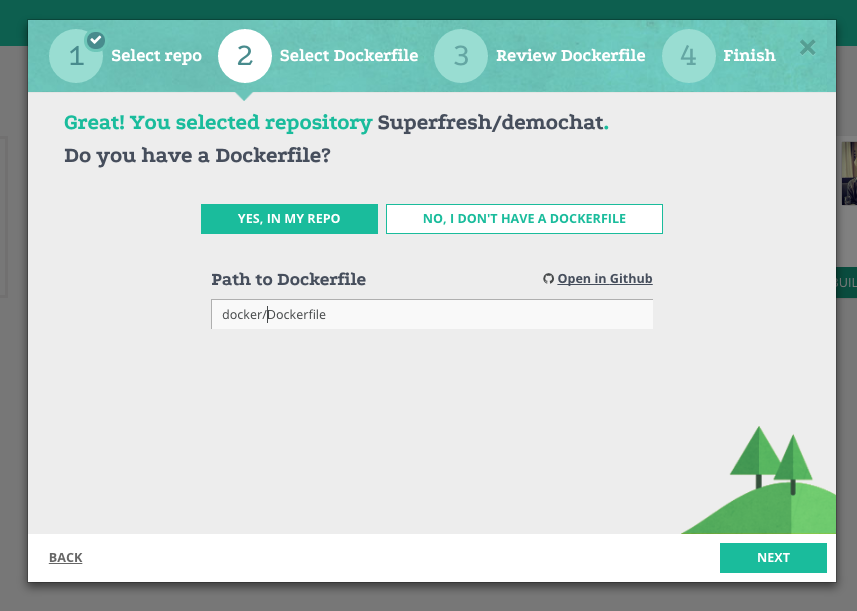 1 Select repo 2 Select Dockerfile 3 Review Dockerfile 4 Finish
Great! You selected repository Superfresh/demochat.
Do you have a Dockerfile?
YES, IN MY REPO NO, I DON'T HAVE A DOCKERFILE
Path to Dockerfile Open in Github
docker/Dockerfile
BACK NEXT